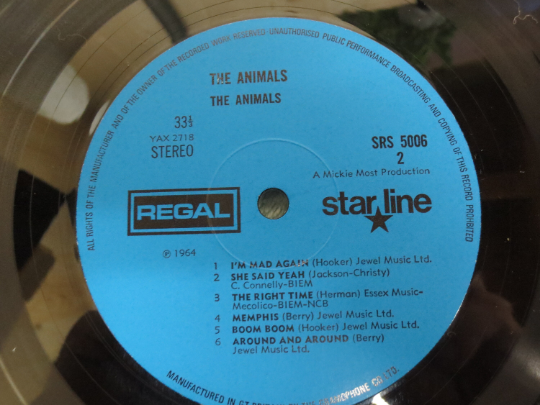 ALL RIGHTS OF THE MANUFACTURER AND OF THE OWNER OF THE RECORDED WORK RESERVED · UNAUTHORISED PUBLIC PERFORMANCE BROADCASTING AND COPYING OF THIS RECORD PROHIBITED
THE ANIMALS
THE ANIMALS
33⅓
YAX 2718
STEREO
SRS 5006
2
A Mickie Most Production
REGAL
star line
℗ 1964
1 I'M MAD AGAIN (Hooker) Jewel Music Ltd.
2 SHE SAID YEAH (Jackson-Christy)
C. Connelly-BIEM
3 THE RIGHT TIME (Herman) Essex Music-
Mecolico-BIEM-NCB
4 MEMPHIS (Berry) Jewel Music Ltd.
5 BOOM BOOM (Hooker) Jewel Music Ltd.
6 AROUND AND AROUND (Berry)
Jewel Music Ltd.
MANUFACTURED IN GT. CO. LTD.